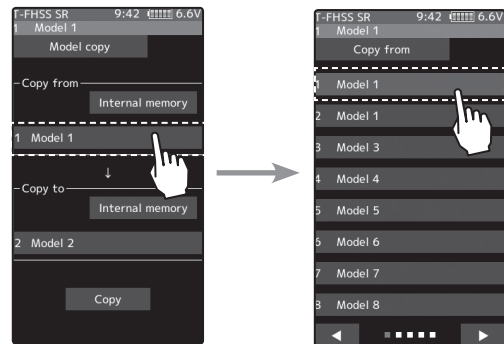 T-FHSS SR 9:42 6.6V
1 Model 1
Model copy
Copy from
Internal memory
1 Model 1
↓
Copy to
Internal memory
2 Model 2
Copy
T-FHSS SR 9:42 6.6V
1 Model 1
Copy from
1 Model 1
2 Model 1
3 Model 3
4 Model 4
5 Model 5
6 Model 6
7 Model 7
8 Model 8